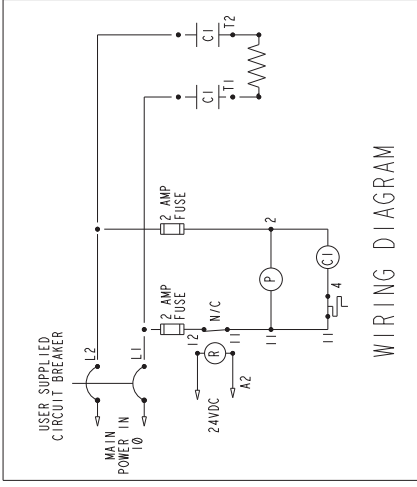 USER SUPPLIED
CIRCUIT BREAKER
L2
L1
MAIN
POWER IN
1Ø
2 AMP
FUSE
2 AMP
FUSE
C1
T2
C1
T1
12
N/C
R
11
24VDC
A2
P
2
11
C1
4
11
WIRING DIAGRAM